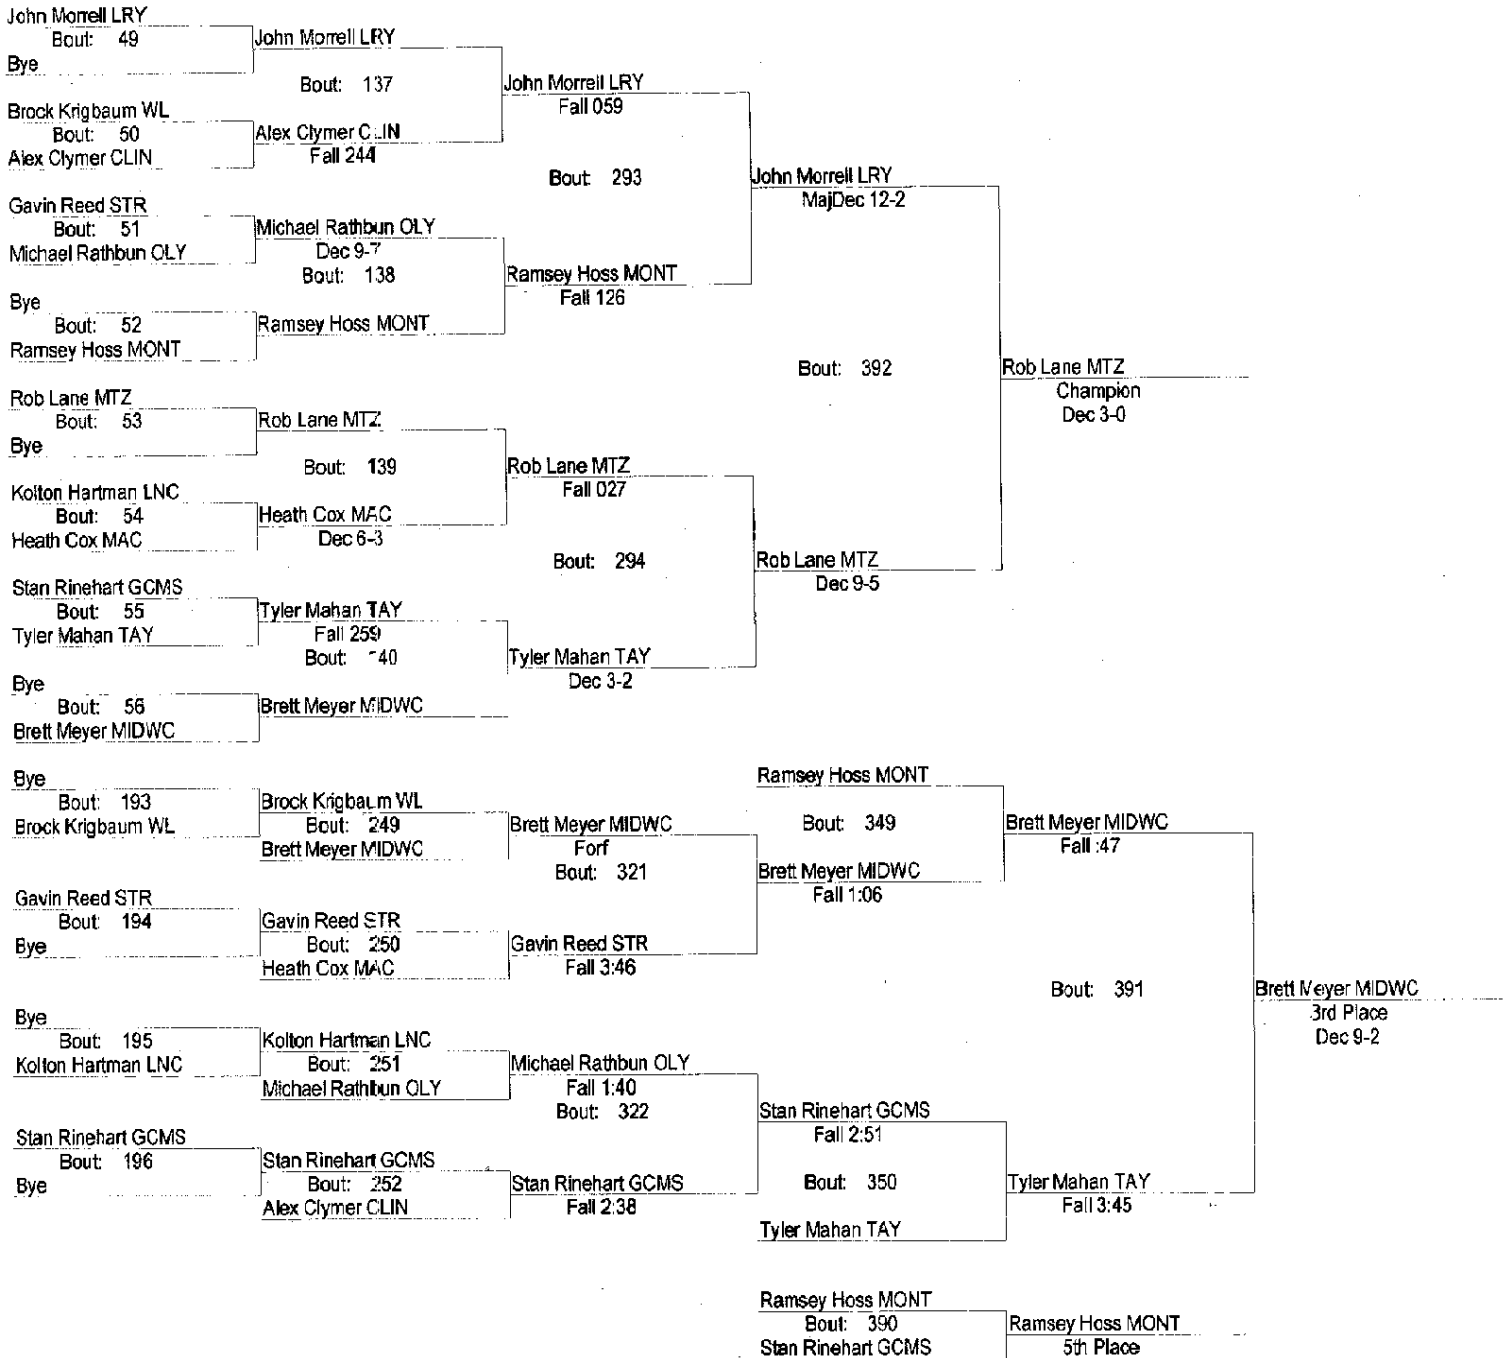 John Morrell LRY
Bout: 49
Bye
John Morrell LRY
Bout: 137
Brock Krigbaum WL
Bout: 50
Alex Clymer CLIN
Alex Clymer CLIN
Fall 244
John Morrell LRY
Fall 059
Bout: 293
Gavin Reed STR
Bout: 51
Michael Rathbun OLY
Michael Rathbun OLY
Dec 9-7
Bout: 138
Bye
Bout: 52
Ramsey Hoss MONT
Ramsey Hoss MONT
Ramsey Hoss MONT
Fall 126
John Morrell LRY
MajDec 12-2
Bout: 392
Rob Lane MTZ
Bout: 53
Bye
Rob Lane MTZ
Bout: 139
Kolton Hartman LNC
Bout: 54
Heath Cox MAC
Heath Cox MAC
Dec 6-3
Rob Lane MTZ
Fall 027
Bout: 294
Stan Rinehart GCMS
Bout: 55
Tyler Mahan TAY
Tyler Mahan TAY
Fall 259
Bout: 40
Bye
Bout: 56
Brett Meyer MIDWC
Brett Meyer MIDWC
Tyler Mahan TAY
Dec 3-2
Rob Lane MTZ
Dec 9-5
Rob Lane MTZ
Champion
Dec 3-0
Bye
Bout: 193
Brock Krigbaum WL
Brock Krigbaum WL
Bout: 249
Brett Meyer MIDWC
Brett Meyer MIDWC
Forf
Bout: 321
Gavin Reed STR
Bout: 194
Bye
Gavin Reed STR
Bout: 250
Heath Cox MAC
Gavin Reed STR
Fall 3:46
Ramsey Hoss MONT
Bout: 349
Brett Meyer MIDWC
Fall 1:06
Brett Meyer MIDWC
Fall :47
Bout: 391
Bye
Bout: 195
Kolton Hartman LNC
Kolton Hartman LNC
Bout: 251
Michael Rathbun OLY
Michael Rathbun OLY
Fall 1:40
Bout: 322
Stan Rinehart GCMS
Bout: 196
Bye
Stan Rinehart GCMS
Bout: 252
Alex Clymer CLIN
Stan Rinehart GCMS
Fall 2:38
Stan Rinehart GCMS
Fall 2:51
Bout: 350
Tyler Mahan TAY
Tyler Mahan TAY
Fall 3:45
Brett Meyer MIDWC
3rd Place
Dec 9-2
Ramsey Hoss MONT
Bout: 390
Stan Rinehart GCMS
Ramsey Hoss MONT
5th Place